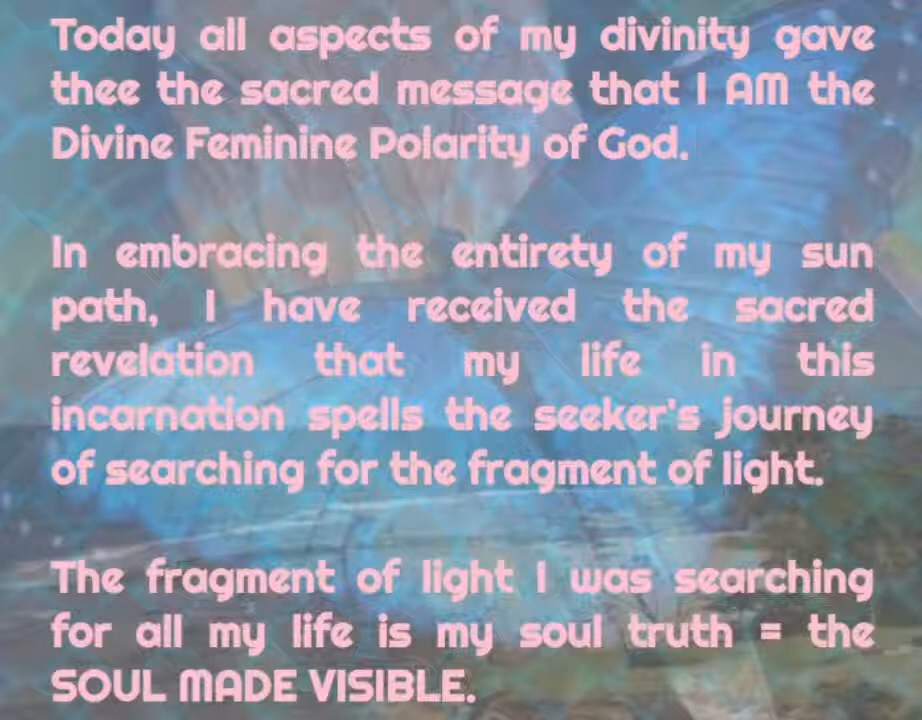 Today all aspects of my divinity gave
thee the sacred message that I AM the
Divine Feminine Polarity of God.
In embracing the entirety of my sun
path, I have received the sacred
revelation that my life in this
incarnation spells the seeker's journey
of searching for the fragment of light.
The fragment of light I was searching
for all my life is my soul truth = the
SOUL MADE VISIBLE.